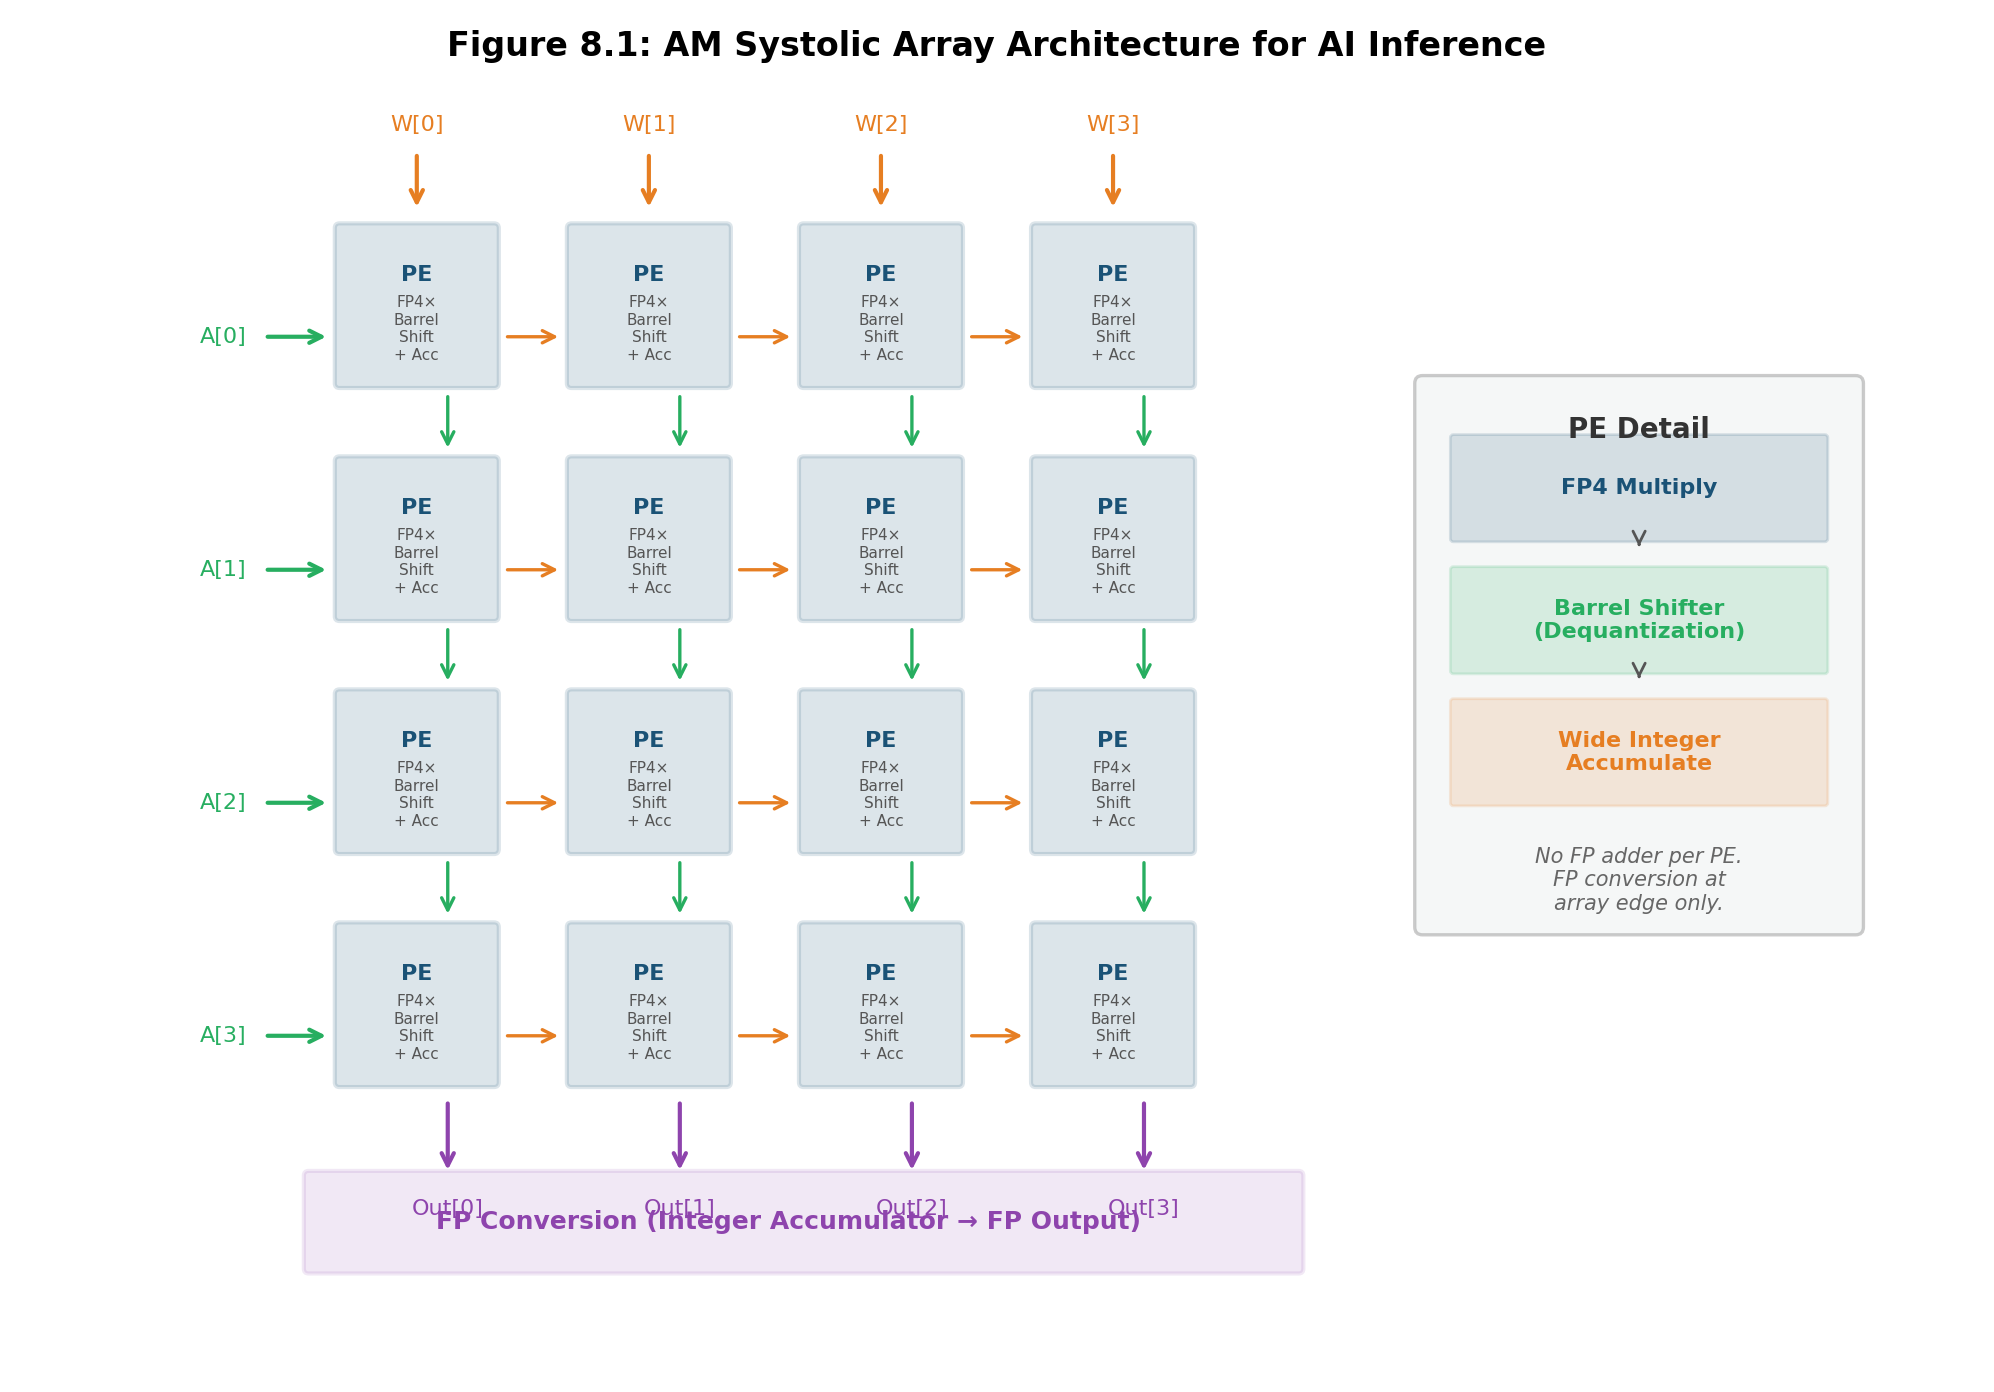 Figure 8.1: AM Systolic Array Architecture for AI Inference
W[0] W[1] W[2] W[3]
PE PE PE PE
FP4× FP4× FP4× FP4×
Barrel Barrel Barrel Barrel
A[0] Shift Shift Shift Shift
+ Acc + Acc + Acc + Acc
PE PE PE PE
FP4× FP4× FP4× FP4×
Barrel Barrel Barrel Barrel
A[1] Shift Shift Shift Shift
+ Acc + Acc + Acc + Acc
PE PE PE PE
FP4× FP4× FP4× FP4×
Barrel Barrel Barrel Barrel
A[2] Shift Shift Shift Shift
+ Acc + Acc + Acc + Acc
PE PE PE PE
FP4× FP4× FP4× FP4×
Barrel Barrel Barrel Barrel
A[3] Shift Shift Shift Shift
+ Acc + Acc + Acc + Acc
Out[0] Out[1] Out[2] Out[3]
FP Conversion (Integer Accumulator → FP Output)
PE Detail
FP4 Multiply
Barrel Shifter
(Dequantization)
Wide Integer
Accumulate
No FP adder per PE.
FP conversion at
array edge only.